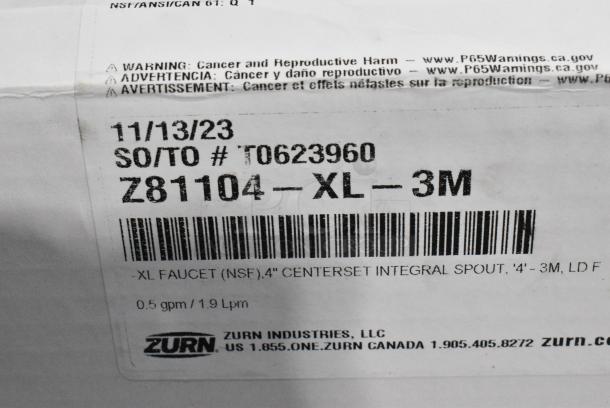 NSF/ANSI/CAN 61: Q 1
⚠ WARNING: Cancer and Reproductive Harm – www.P65Warnings.ca.gov
⚠ ADVERTENCIA: Cáncer y daño reproductivo – www.P65Warnings.ca.gov
⚠ AVERTISSEMENT: Cancer et effets néfastes sur la reproduction – www.P6
11/13/23
SO/TO # T0623960
Z81104-XL-3M
-XL FAUCET (NSF),4" CENTERSET INTEGRAL SPOUT, '4' - 3M, LD F
0.5 gpm / 1.9 Lpm
ZURN INDUSTRIES, LLC
ZURN. US 1.855.ONE.ZURN CANADA 1.905.405.8272 zurn.co